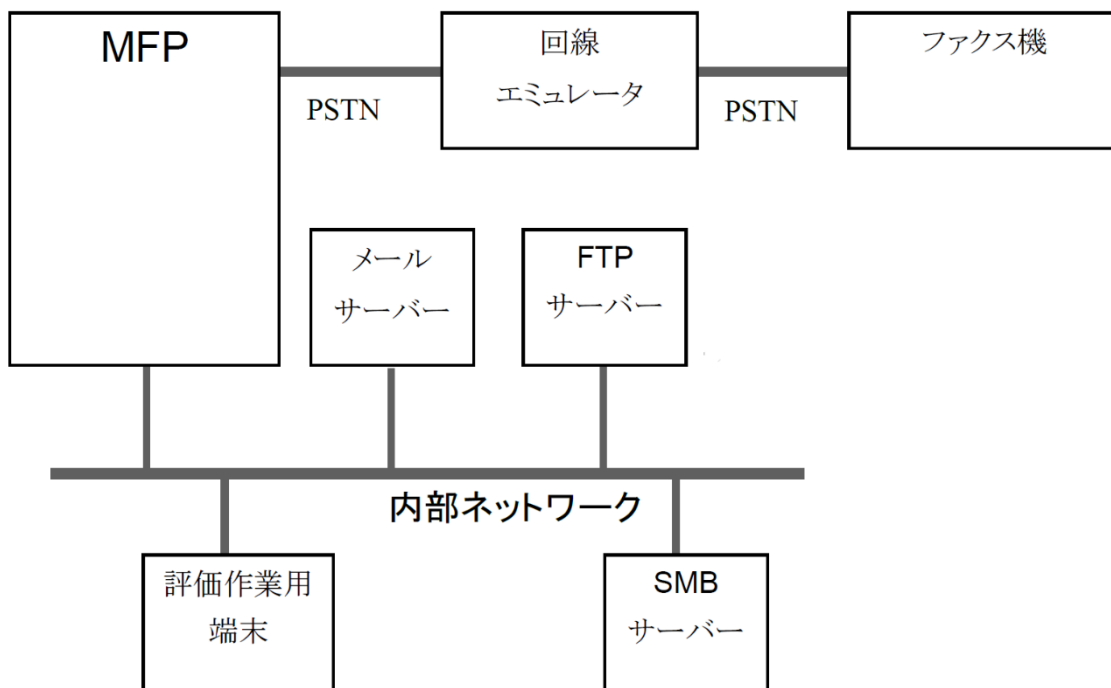 MFP
回線
エミュレータ
ファクス機
PSTN
PSTN
メール
サーバー
FTP
サーバー
内部ネットワーク
評価作業用
端末
SMB
サーバー